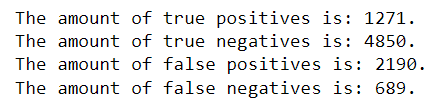 The amount of true positives is: 1271.
The amount of true negatives is: 4850.
The amount of false positives is: 2190.
The amount of false negatives is: 689.